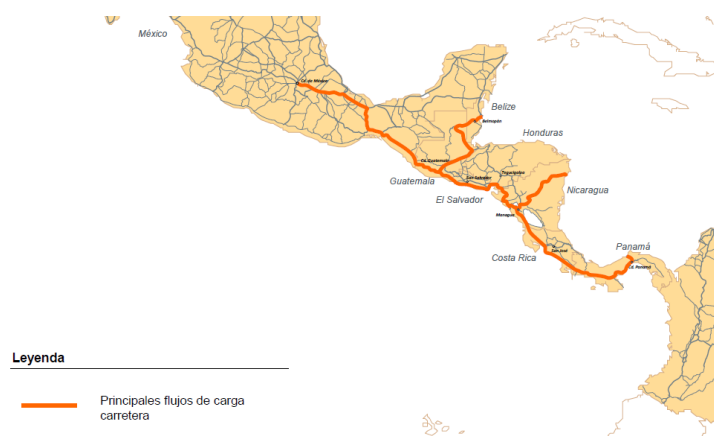 México
Cd. de México
Belize
Belmopán
Honduras
Cd. Guatemala
Tegucigalpa
Guatemala
San Salvador
Nicaragua
El Salvador
Managua
Panamá
San José
Costa Rica
Cd. Panamá
Leyenda
Principales flujos de carga
carretera